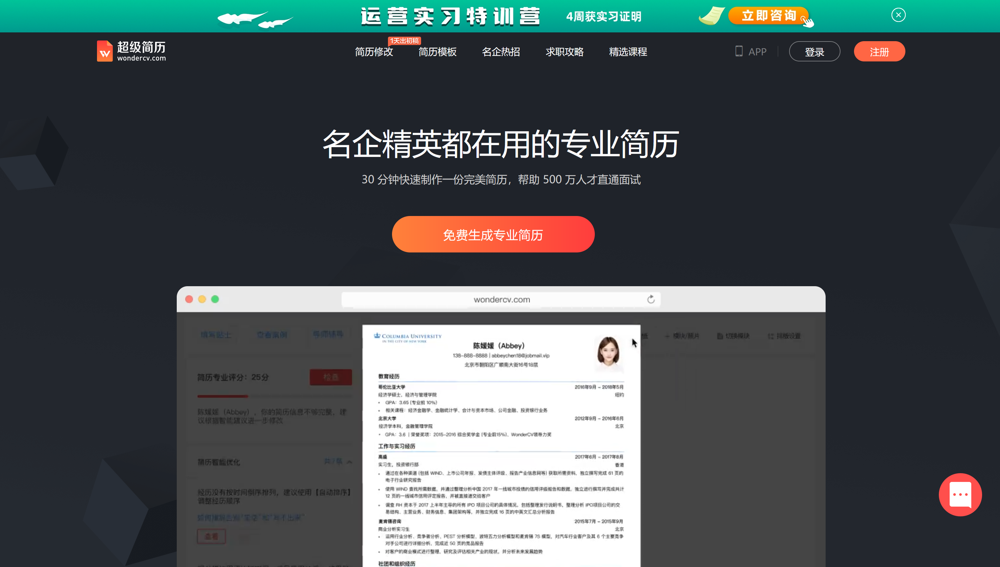 运营实习特训营
4周获实习证明
立即咨询
超级简历
wondercv.com
1天出初稿
简历修改
简历模板
名企热招
求职攻略
精选课程
APP
登录
注册
名企精英都在用的专业简历
30 分钟快速制作一份完美简历，帮助 500 万人才直通面试
免费生成专业简历
wondercv.com
填写贴士
查看案例
导师辅导
纸
模块/照片
切换模块
排版设置
简历专业评分：25分
检查
陈媛媛（Abbey），你的简历信息不够完整，建
议根据智能建议进一步修改
简历智能优化
共7条
经历没有按时间倒序排列，建议使用【自动排序】
调整经历顺序
查看
COLUMBIA UNIVERSITY
IN THE CITY OF NEW YORK
陈媛媛（Abbey）
138-888-8888 | abbeychen18@jobmail.vip
北京市朝阳区广顺南大街16号18层
教育经历
哥伦比亚大学 2016年9月 – 2018年5月
经济学硕士，经济与管理学院 纽约
• GPA：3.65 (专业前 10%)
• 相关课程：经济金融学、金融统计学、会计与资本市场、公司金融、投资银行业务
北京大学 2012年9月 – 2016年6月
经济学本科，金融管理学院 北京
• GPA：3.6 | 荣誉奖项：2015-2016 综合奖学金 (专业前15%)、WonderCV领导力奖
工作与实习经历
高盛 2017年6月 – 2017年8月
实习生，投资银行部 香港
• 通过在各种渠道 (包括 WIND、上市公司年报、发债主体评级、报告产业信息网等) 获取所需资料，独立撰写完成 61 页的
电子行业研究报告
• 使用 WIND 查找所需数据，并通过整理分析中国 2017 年一线城市投债的信用评级报告和数据，独立进行撰写并完成共计
12 页的一线城市信用评定报告，并被直接递交给客户
• 调查 RH 资本于 2017 上半年主导的所有 IPO 项目公司的具体情况，包括整理发行说明书，整理分析 IPO项目公司的交
易结构、主营业务、财务信息、集团架构等，并独立完成 16 页的中英文汇总分析报告
麦肯锡咨询 2015年7月 – 2015年9月
商业分析实习生 北京
• 运用行业分析、竞争者分析，PEST 分析模型，波特五力分析模型和麦肯锡 7S 模型，对汽车行业客户及其 6 个主要竞争
对手公司进行详细分析，完成近 50 页的竞品报告
• 对客户的商业模式进行整理，研究及评估相关产业的现状，并分析未来发展趋势
社团和组织经历